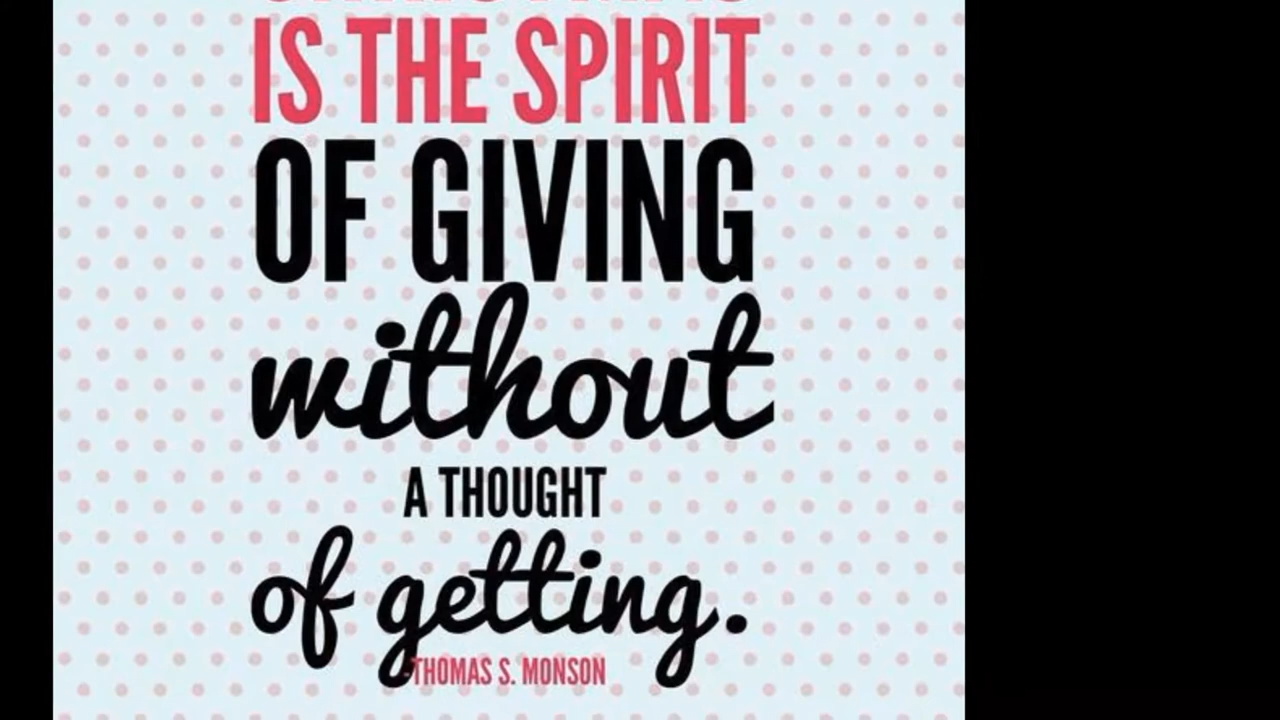 IS THE SPIRIT
OF GIVING
without
A THOUGHT
of getting.
-THOMAS S. MONSON